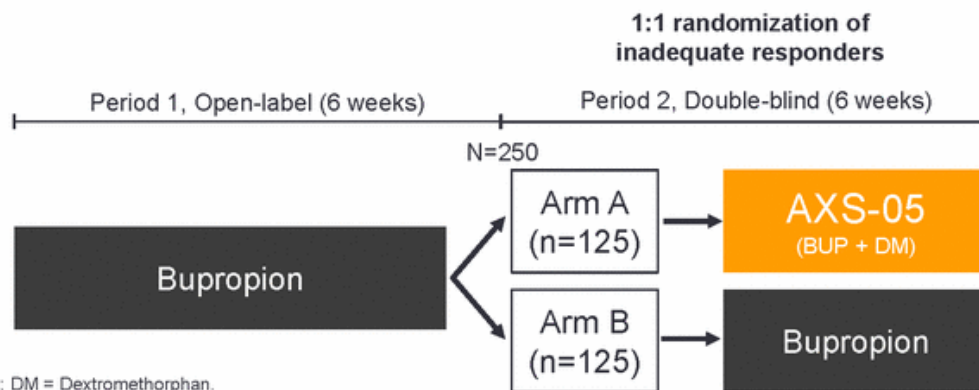 1:1 randomization of
inadequate responders
Period 1, Open-label (6 weeks)
Period 2, Double-blind (6 weeks)
N=250
Bupropion
Arm A
(n=125)
AXS-05
(BUP + DM)
Arm B
(n=125)
Bupropion
: DM = Dextromethorphan.